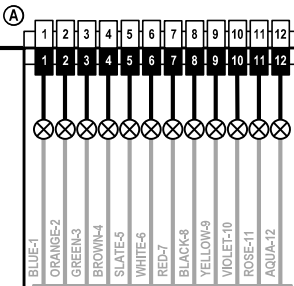 A
1 2 3 4 5 6 7 8 9 10 11 12
1 2 3 4 5 6 7 8 9 10 11 12
BLUE-1
ORANGE-2
GREEN-3
BROWN-4
SLATE-5
WHITE-6
RED-7
BLACK-8
YELLOW-9
VIOLET-10
ROSE-11
AQUA-12